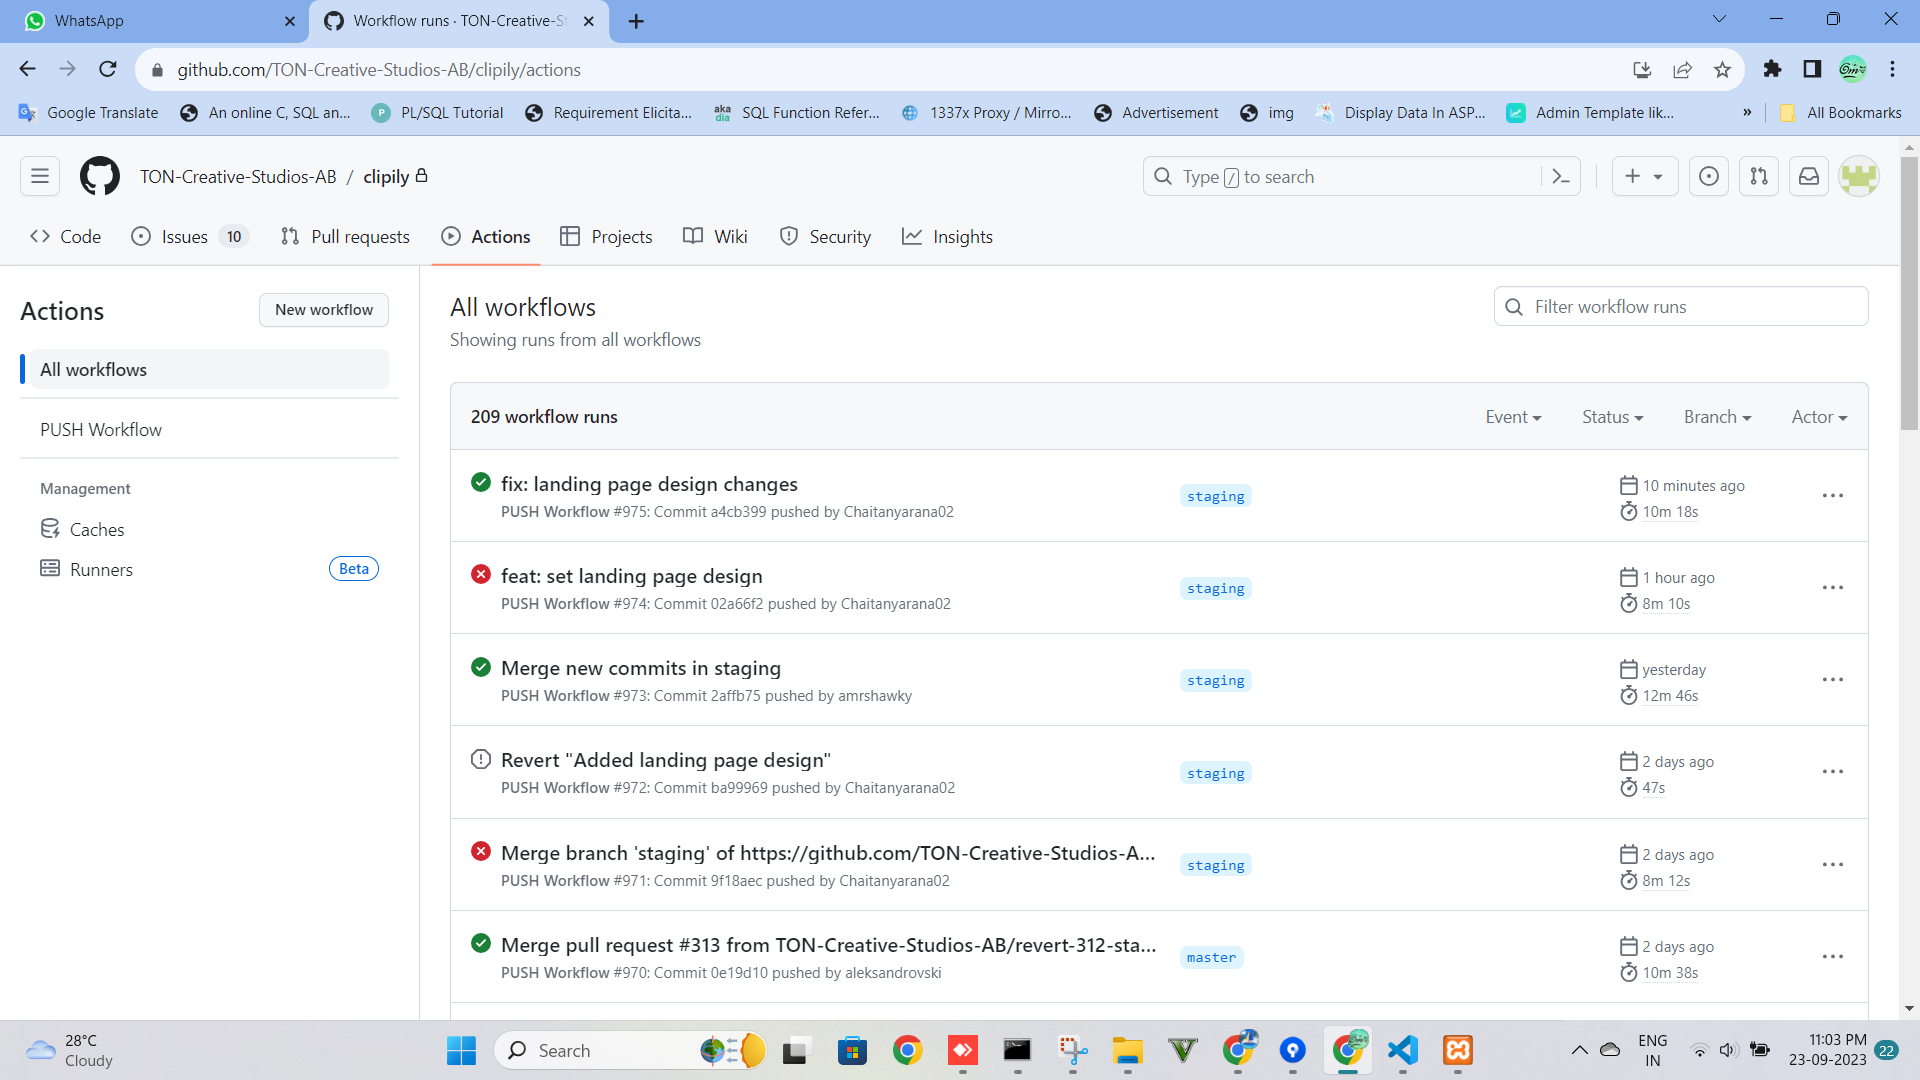 WhatsApp
Workflow runs · TON-Creative-S
github.com/TON-Creative-Studios-AB/clipily/actions
Google Translate
An online C, SQL an...
PL/SQL Tutorial
Requirement Elicita...
aka dia
SQL Function Refer...
1337x Proxy / Mirro...
Advertisement
img
Display Data In ASP...
Admin Template lik...
»
All Bookmarks
TON-Creative-Studios-AB / clipily
Type / to search
Code
Issues 10
Pull requests
Actions
Projects
Wiki
Security
Insights
Actions
New workflow
All workflows
PUSH Workflow
Management
Caches
Runners
Beta
All workflows
Showing runs from all workflows
Filter workflow runs
209 workflow runs
Event
Status
Branch
Actor
fix: landing page design changes
PUSH Workflow #975: Commit a4cb399 pushed by Chaitanyarana02
staging
10 minutes ago
10m 18s
feat: set landing page design
PUSH Workflow #974: Commit 02a66f2 pushed by Chaitanyarana02
staging
1 hour ago
8m 10s
Merge new commits in staging
PUSH Workflow #973: Commit 2affb75 pushed by amrshawky
staging
yesterday
12m 46s
Revert "Added landing page design"
PUSH Workflow #972: Commit ba99969 pushed by Chaitanyarana02
staging
2 days ago
47s
Merge branch 'staging' of https://github.com/TON-Creative-Studios-A...
PUSH Workflow #971: Commit 9f18aec pushed by Chaitanyarana02
staging
2 days ago
8m 12s
Merge pull request #313 from TON-Creative-Studios-AB/revert-312-sta...
PUSH Workflow #970: Commit 0e19d10 pushed by aleksandrovski
master
2 days ago
10m 38s
28°C
Cloudy
Search
ENG
IN
11:03 PM
23-09-2023
22